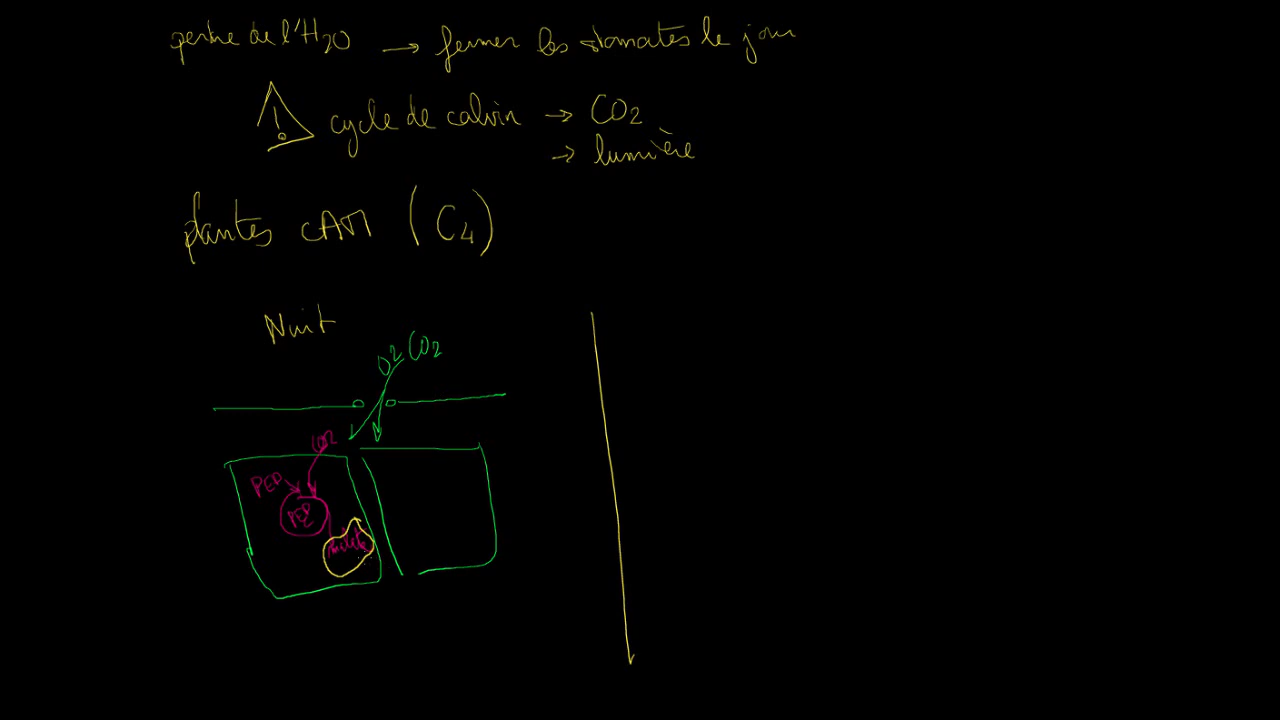 perte de l'H2O → fermer les stomates le jour
! cycle de calvin → CO2
→ lumière
plantes CAM (C4)
Nuit
O2 CO2
CO2
PEP
PEPc